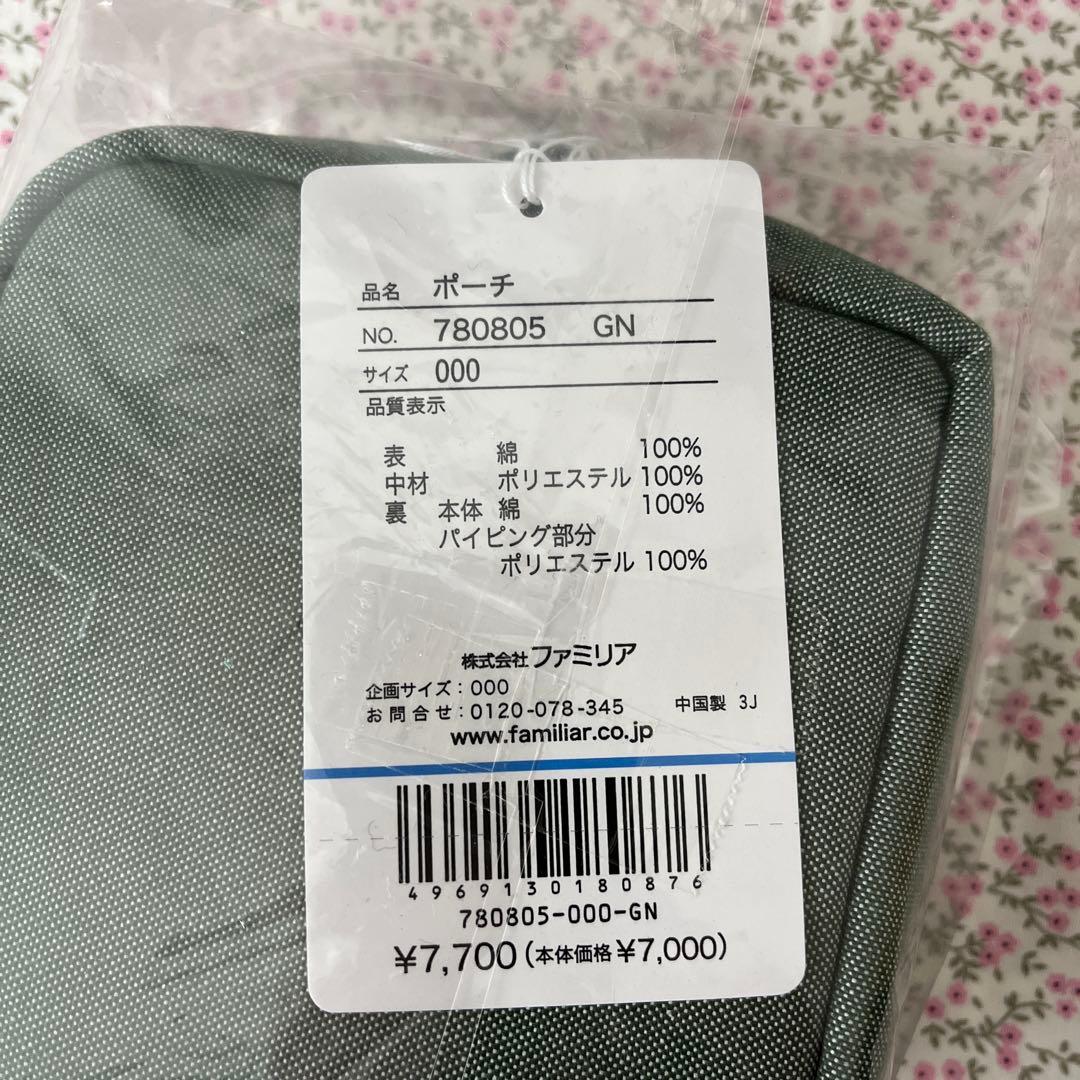 品名 ポーチ
NO. 780805 GN
サイズ 000
品質表示
表 綿 100%
中材 ポリエステル 100%
裏 本体 綿 100%
パイピング部分
ポリエステル 100%
株式会社ファミリア
企画サイズ：000
お問合せ：0120-078-345 中国製 3J
www.familiar.co.jp
4969130180876
780805-000-GN
¥7,700(本体価格¥7,000)